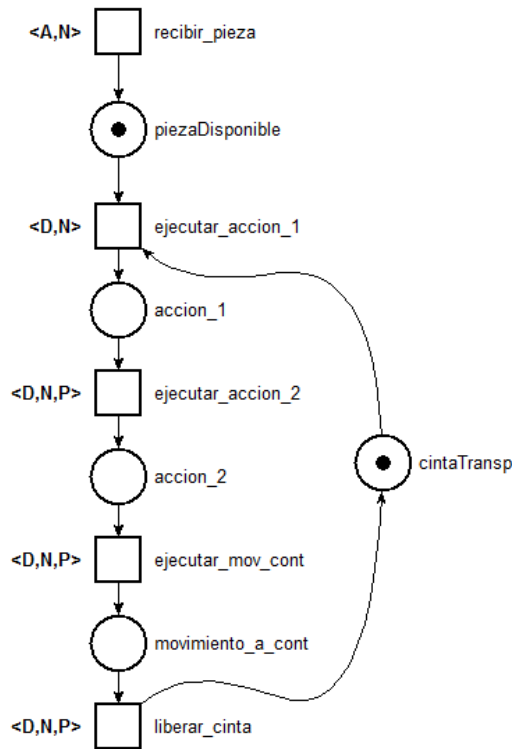 <A,N> recibir_pieza
piezaDisponible
<D,N> ejecutar_accion_1
accion_1
<D,N,P> ejecutar_accion_2
cintaTransp
accion_2
<D,N,P> ejecutar_mov_cont
movimiento_a_cont
<D,N,P> liberar_cinta